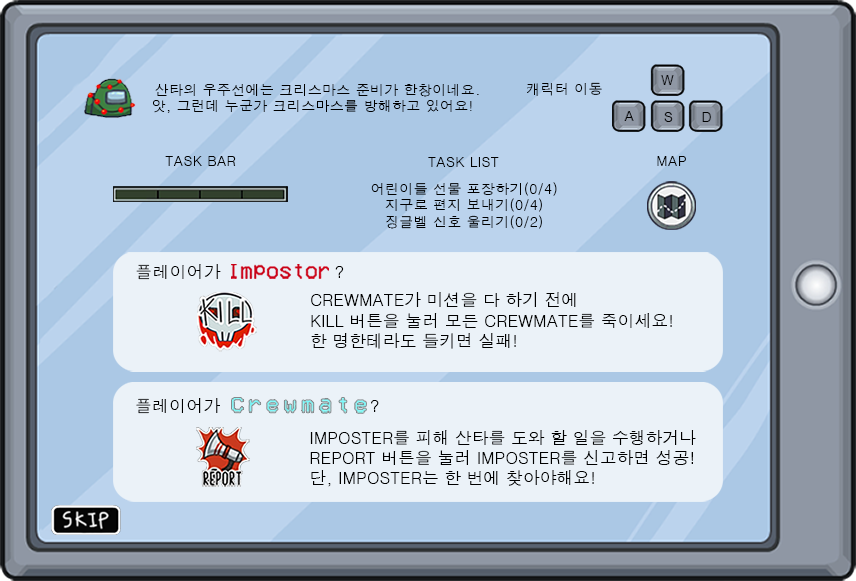 산타의 우주선에는 크리스마스 준비가 한창이네요.
앗, 그런데 누군가 크리스마스를 방해하고 있어요!
캐릭터 이동
W
A S D
TASK BAR
TASK LIST
MAP
어린이들 선물 포장하기(0/4)
지구로 편지 보내기(0/4)
징글벨 신호 울리기(0/2)
플레이어가 Impostor ?
KILL
CREWMATE가 미션을 다 하기 전에
KILL 버튼을 눌러 모든 CREWMATE를 죽이세요!
한 명한테라도 들키면 실패!
플레이어가 Crewmate?
REPORT
IMPOSTER를 피해 산타를 도와 할 일을 수행하거나
REPORT 버튼을 눌러 IMPOSTER를 신고하면 성공!
단, IMPOSTER는 한 번에 찾아야해요!
SKIP